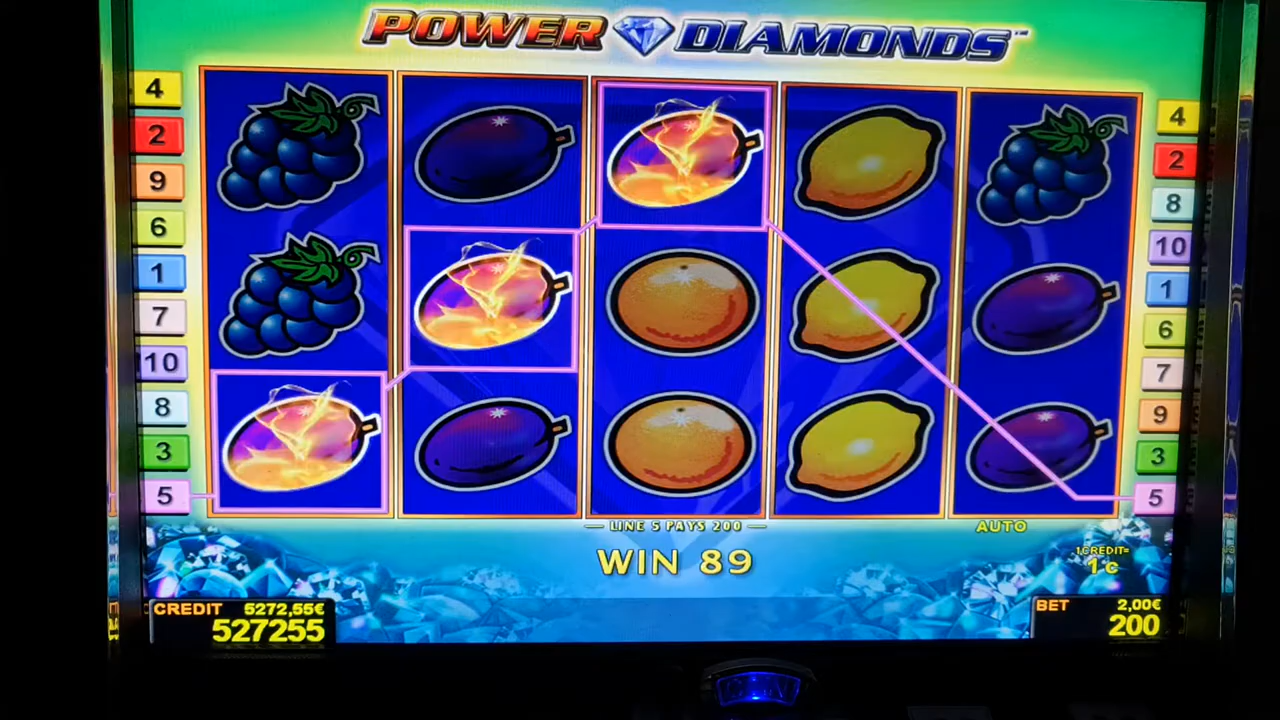 POWER DIAMONDS™
4
2
9
6
1
7
10
8
3
5
4
2
8
10
1
6
7
9
3
5
LINE 5 PAYS 200
AUTO
WIN 89
1 CREDIT=
1 c
CREDIT 5272,55€
527255
BET 2,00€
200